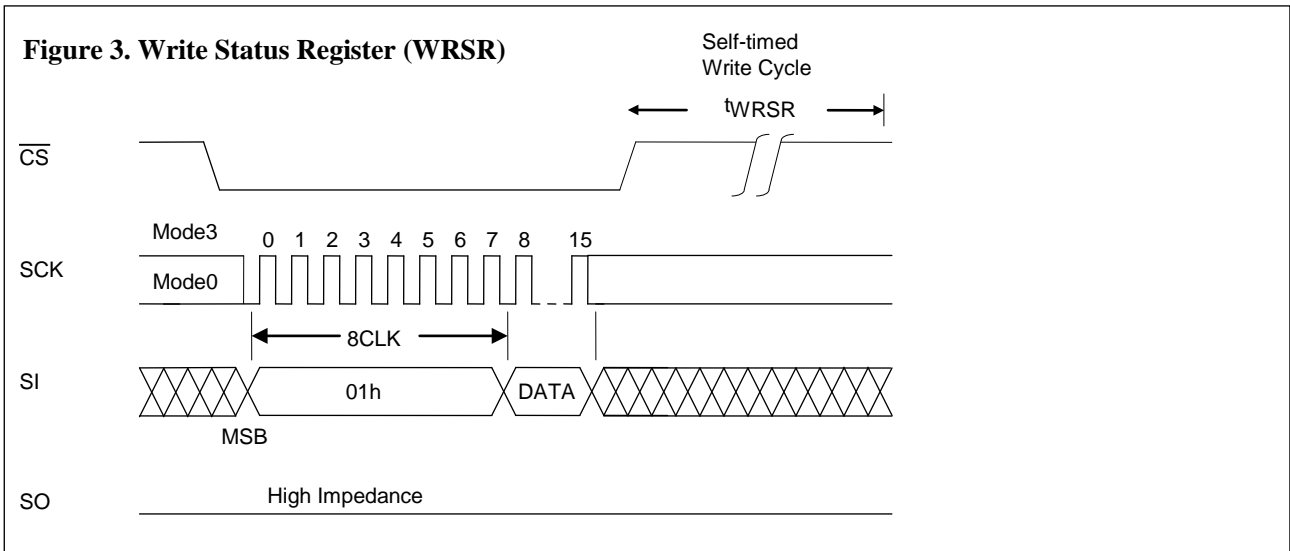 Figure 3. Write Status Register (WRSR)
Self-timed
Write Cycle
tWRSR
CS
Mode3
0 1 2 3 4 5 6 7 8 15
SCK
Mode0
8CLK
SI
01h
DATA
MSB
SO
High Impedance